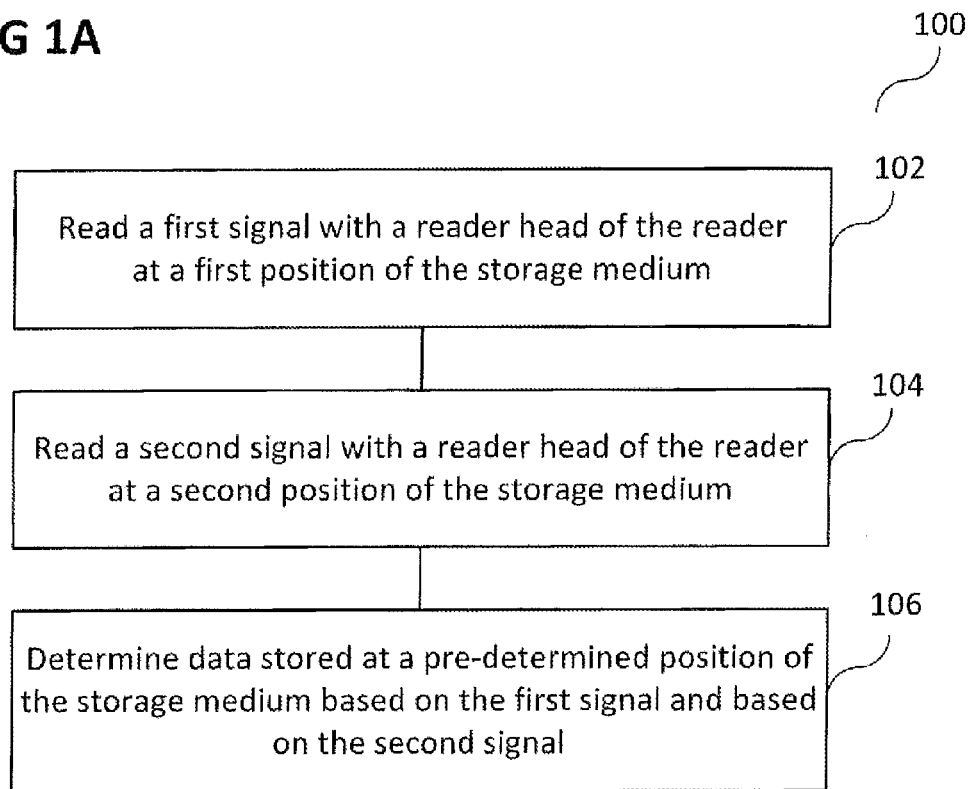 G 1A
100
102
Read a first signal with a reader head of the reader
at a first position of the storage medium
104
Read a second signal with a reader head of the reader
at a second position of the storage medium
106
Determine data stored at a pre-determined position of
the storage medium based on the first signal and based
on the second signal